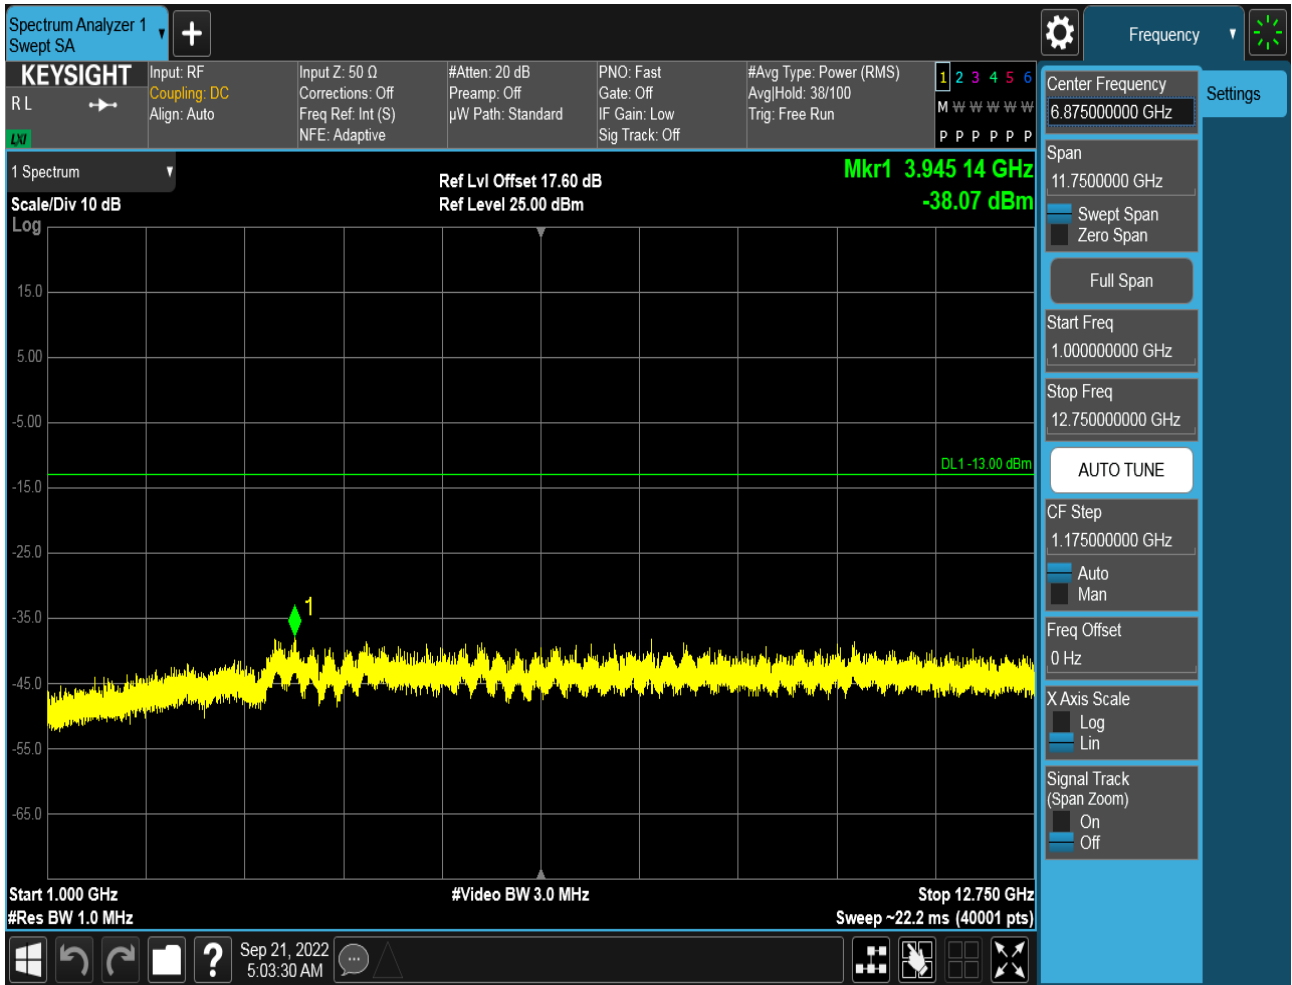 Spectrum Analyzer 1
Swept SA
Frequency
KEYSIGHT
R L
LXI
Input: RF
Coupling: DC
Align: Auto
Input Z: 50 Ω
Corrections: Off
Freq Ref: Int (S)
NFE: Adaptive
#Atten: 20 dB
Preamp: Off
µW Path: Standard
PNO: Fast
Gate: Off
IF Gain: Low
Sig Track: Off
#Avg Type: Power (RMS)
Avg|Hold: 38/100
Trig: Free Run
1 2 3 4 5 6
M W W W W W
P P P P P P
1 Spectrum
Scale/Div 10 dB
Log
Ref Lvl Offset 17.60 dB
Ref Level 25.00 dBm
Mkr1 3.945 14 GHz
-38.07 dBm
15.0
5.00
-5.00
DL1 -13.00 dBm
-15.0
-25.0
1
-35.0
-45.0
-55.0
-65.0
Start 1.000 GHz
#Video BW 3.0 MHz
Stop 12.750 GHz
#Res BW 1.0 MHz
Sweep ~22.2 ms (40001 pts)
Center Frequency
6.875000000 GHz
Settings
Span
11.7500000 GHz
Swept Span
Zero Span
Full Span
Start Freq
1.000000000 GHz
Stop Freq
12.750000000 GHz
AUTO TUNE
CF Step
1.175000000 GHz
Auto
Man
Freq Offset
0 Hz
X Axis Scale
Log
Lin
Signal Track
(Span Zoom)
On
Off
?
Sep 21, 2022
5:03:30 AM